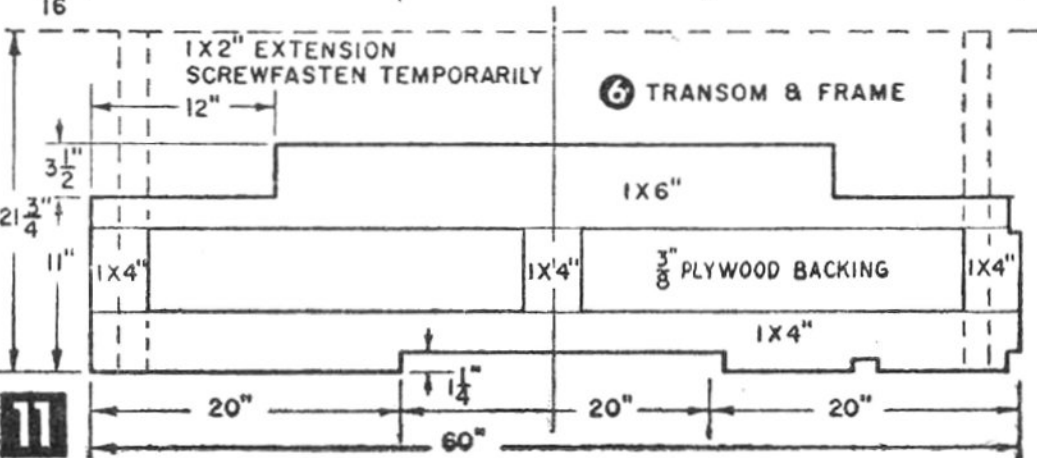 16
1X2" EXTENSION
SCREWFASTEN TEMPORARILY
12"
6 TRANSOM & FRAME
3 1/2"
1X6"
21 3/4"
11"
1X4"
1X4"
3/8" PLYWOOD BACKING
1X4"
1X4"
1 1/4"
11
20"
20"
20"
60"